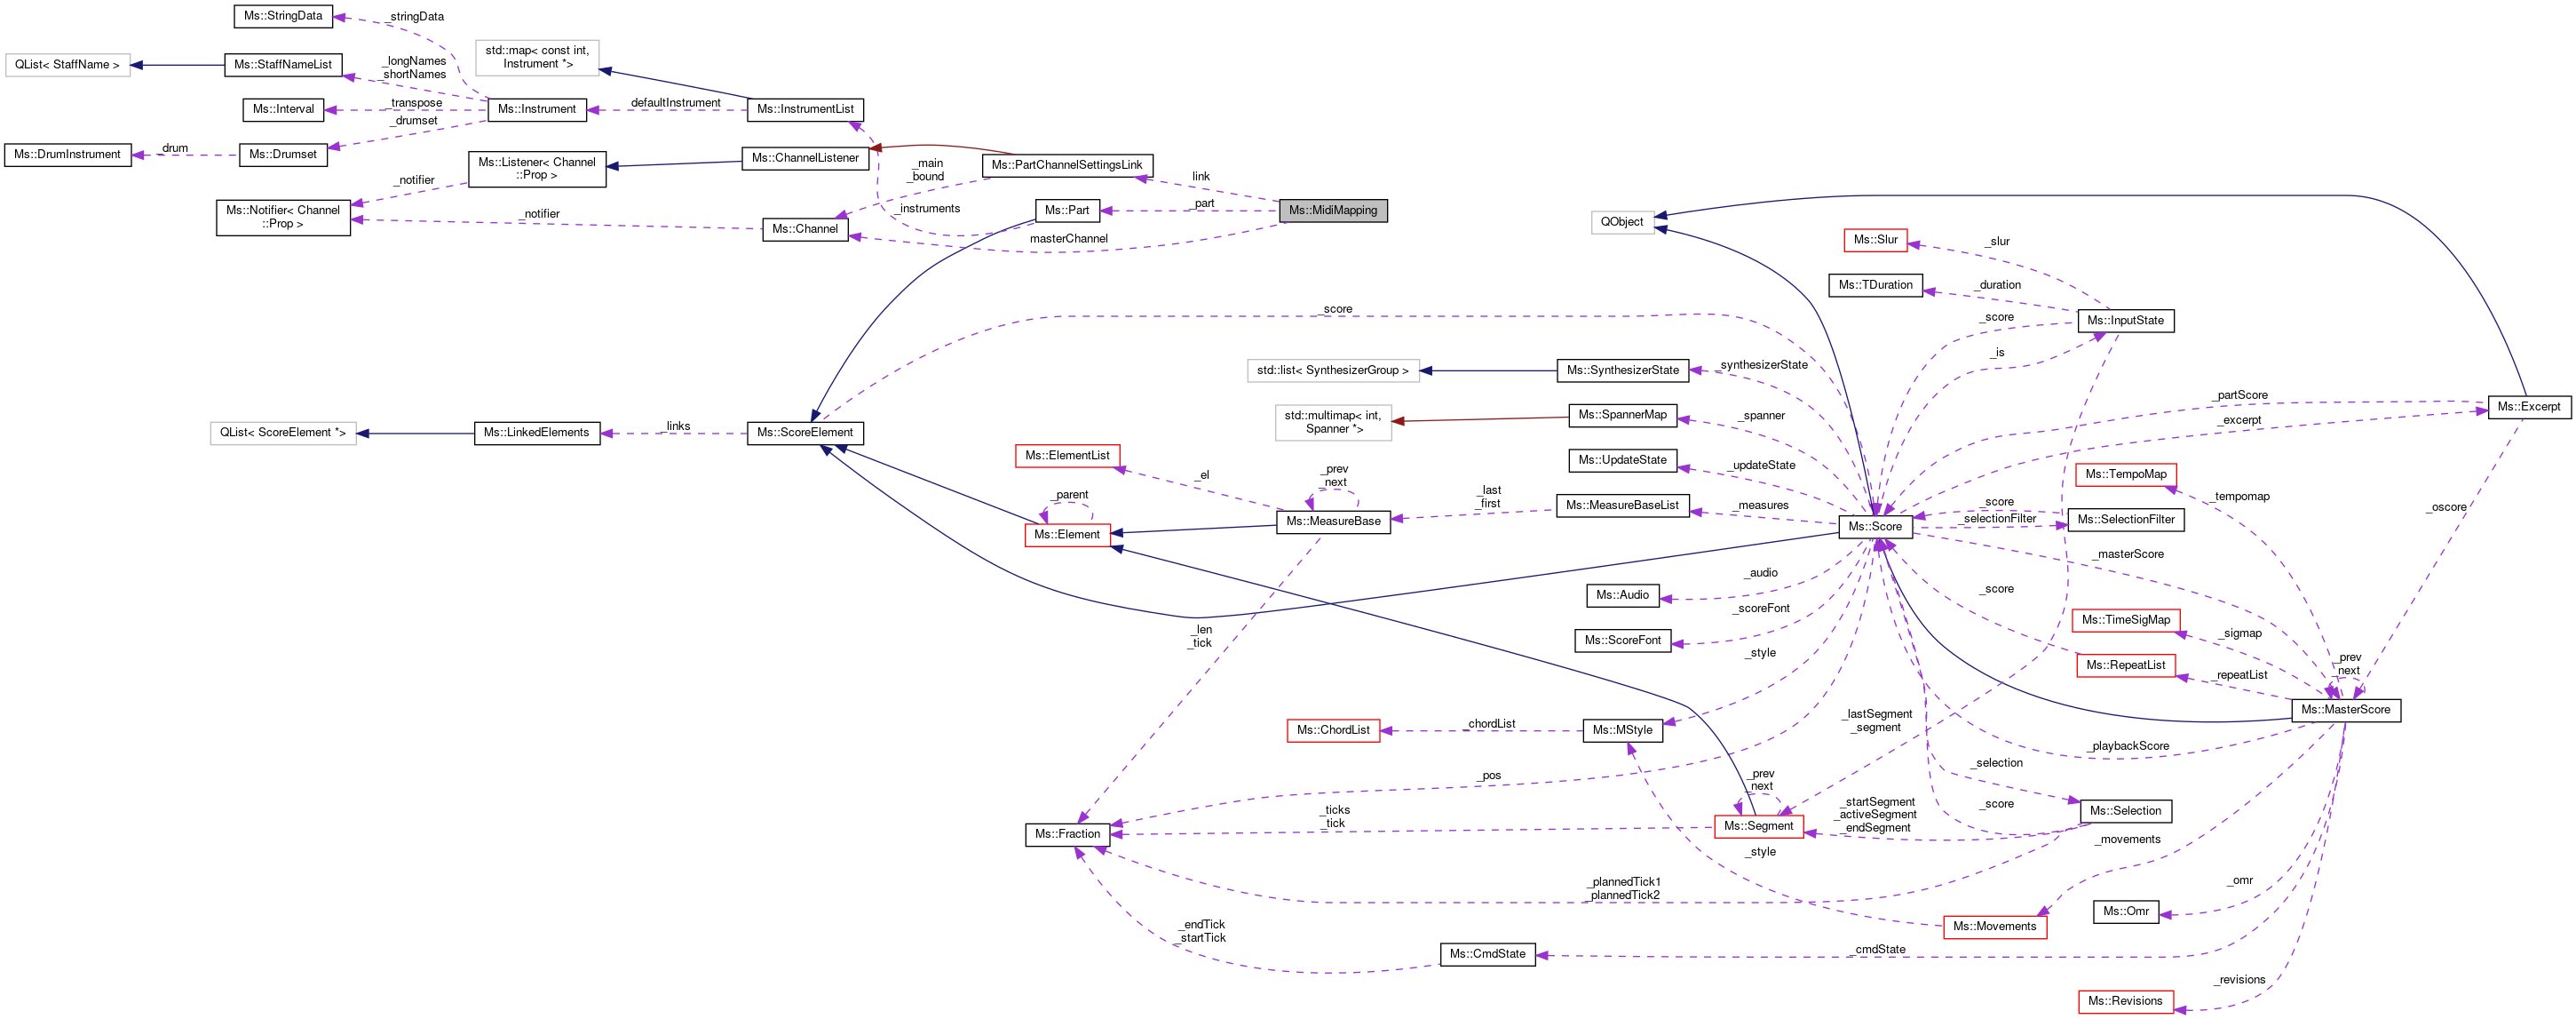 Ms::StringData
_stringData
QList< StaffName >
Ms::StaffNameList
_longNames
_shortNames
std::map< const int,
Instrument *>
Ms::Interval
_transpose
Ms::Instrument
defaultInstrument
Ms::InstrumentList
_drumset
Ms::DrumInstrument
_drum
Ms::Drumset
Ms::Listener< Channel
::Prop >
Ms::ChannelListener
Ms::PartChannelSettingsLink
_main
_bound
link
_notifier
Ms::Notifier< Channel
::Prop >
_notifier
Ms::Channel
_instruments
Ms::Part
_part
Ms::MidiMapping
masterChannel
QObject
Ms::Slur
_slur
Ms::TDuration
_duration
_score
_score
Ms::InputState
_is
std::list< SynthesizerGroup >
Ms::SynthesizerState
_synthesizerState
std::multimap< int,
Spanner *>
Ms::SpannerMap
_spanner
_partScore
_excerpt
Ms::Excerpt
QList< ScoreElement *>
Ms::LinkedElements
_links
Ms::ScoreElement
Ms::ElementList
_el
_prev
_next
Ms::UpdateState
_updateState
Ms::TempoMap
_tempomap
_oscore
_parent
Ms::Element
Ms::MeasureBase
_last
_first
Ms::MeasureBaseList
_measures
Ms::Score
_score
_selectionFilter
Ms::SelectionFilter
_masterScore
Ms::Audio
_audio
_score
Ms::ScoreFont
_scoreFont
Ms::TimeSigMap
_sigmap
_len
_tick
_style
Ms::RepeatList
_repeatList
_prev
_next
Ms::MasterScore
Ms::ChordList
_chordList
Ms::MStyle
_lastSegment
_segment
_playbackScore
_pos
_prev
_next
_selection
_ticks
_tick
Ms::Fraction
Ms::Segment
_startSegment
_activeSegment
_endSegment
_score
Ms::Selection
_style
_movements
_plannedTick1
_plannedTick2
_omr
Ms::Omr
_endTick
_startTick
Ms::Movements
Ms::CmdState
_cmdState
_revisions
Ms::Revisions